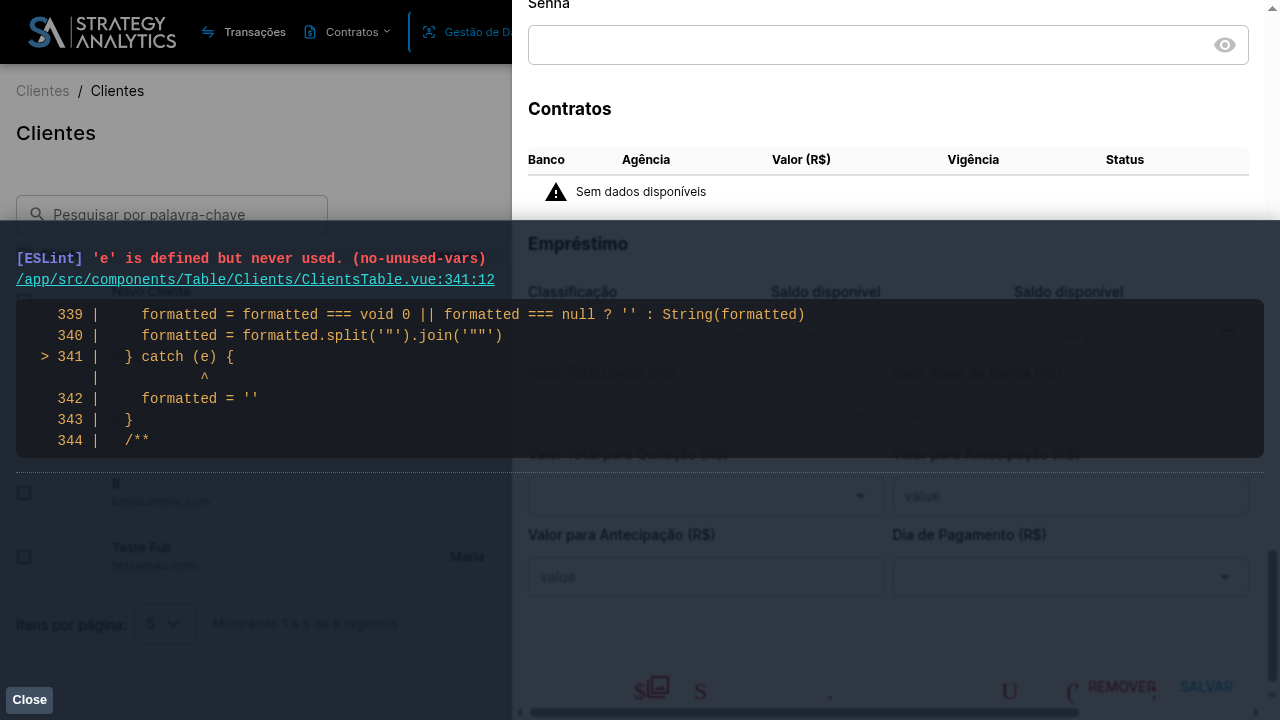 STRATEGY
ANALYTICS
Transações
Contratos
Gestão de Da
Clientes / Clientes
Clientes
Pesquisar por palavra-chave
Senha
Contratos
Banco Agência Valor (R$) Vigência Status
Sem dados disponíveis
Empréstimo
Classificação Saldo disponível Saldo disponível
[ESLint] 'e' is defined but never used. (no-unused-vars)
/app/src/components/Table/Clients/ClientsTable.vue:341:12
339 |     formatted = formatted === void 0 || formatted === null ? '' : String(formatted)
340 |     formatted = formatted.split('"').join('""')
> 341 |   } catch (e) {
|            ^
342 |     formatted = ''
343 |   }
344 |   /**
Valor Total para Quitação (R$) Valor para Antecipação (R$)
value
Valor para Antecipação (R$) Dia de Pagamento (R$)
value
B
b@example.com
Teste Full Maria
teste@ex.com
Itens por página: 5 Mostrando 1 a 5 de 6 registros
REMOVER SALVAR
Close